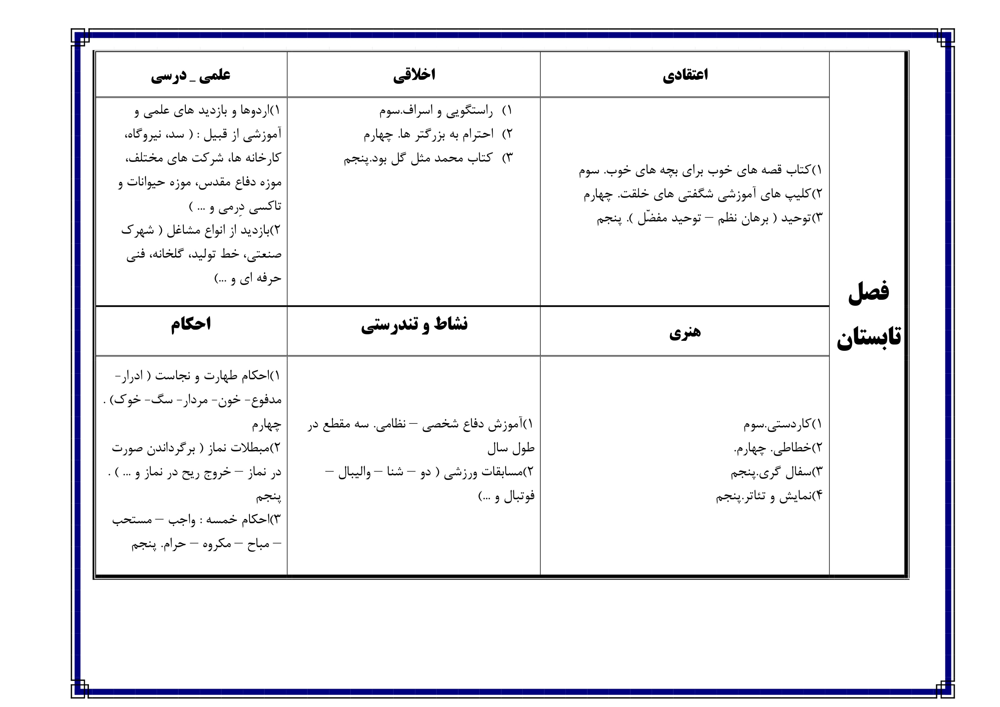 فصل
تابستان
اعتقادی
اخلاقی
علمی _ درسی
۱)کتاب قصه های خوب برای بچه های خوب. سوم
۲)کلیپ های آموزشی شگفتی های خلقت. چهارم
۳)توحید ( برهان نظم – توحید مفضّل ). پنجم
۱) راستگویی و اسراف.سوم
۲) احترام به بزرگتر ها. چهارم
۳) کتاب محمد مثل گل بود.پنجم
۱)اردوها و بازدید های علمی و
آموزشی از قبیل : ( سد، نیروگاه،
کارخانه ها، شرکت های مختلف،
موزه دفاع مقدس، موزه حیوانات و
تاکسی دِرمی و ... )
۲)بازدید از انواع مشاغل ( شهرک
صنعتی، خط تولید، گلخانه، فنی
حرفه ای و ...)
هنری
نشاط و تندرستی
احکام
۱)کاردستی.سوم
۲)خطاطی. چهارم.
۳)سفال گری.پنجم
۴)نمایش و تئاتر.پنجم
۱)آموزش دفاع شخصی – نظامی. سه مقطع در
طول سال
۲)مسابقات ورزشی ( دو – شنا – والیبال –
فوتبال و ...)
۱)احکام طهارت و نجاست ( ادرار-
مدفوع- خون- مردار- سگ- خوک) .
چهارم
۲)مبطلات نماز ( برگرداندن صورت
در نماز – خروج ریح در نماز و ... ) .
پنجم
۳)احکام خمسه : واجب – مستحب
– مباح – مکروه – حرام. پنجم